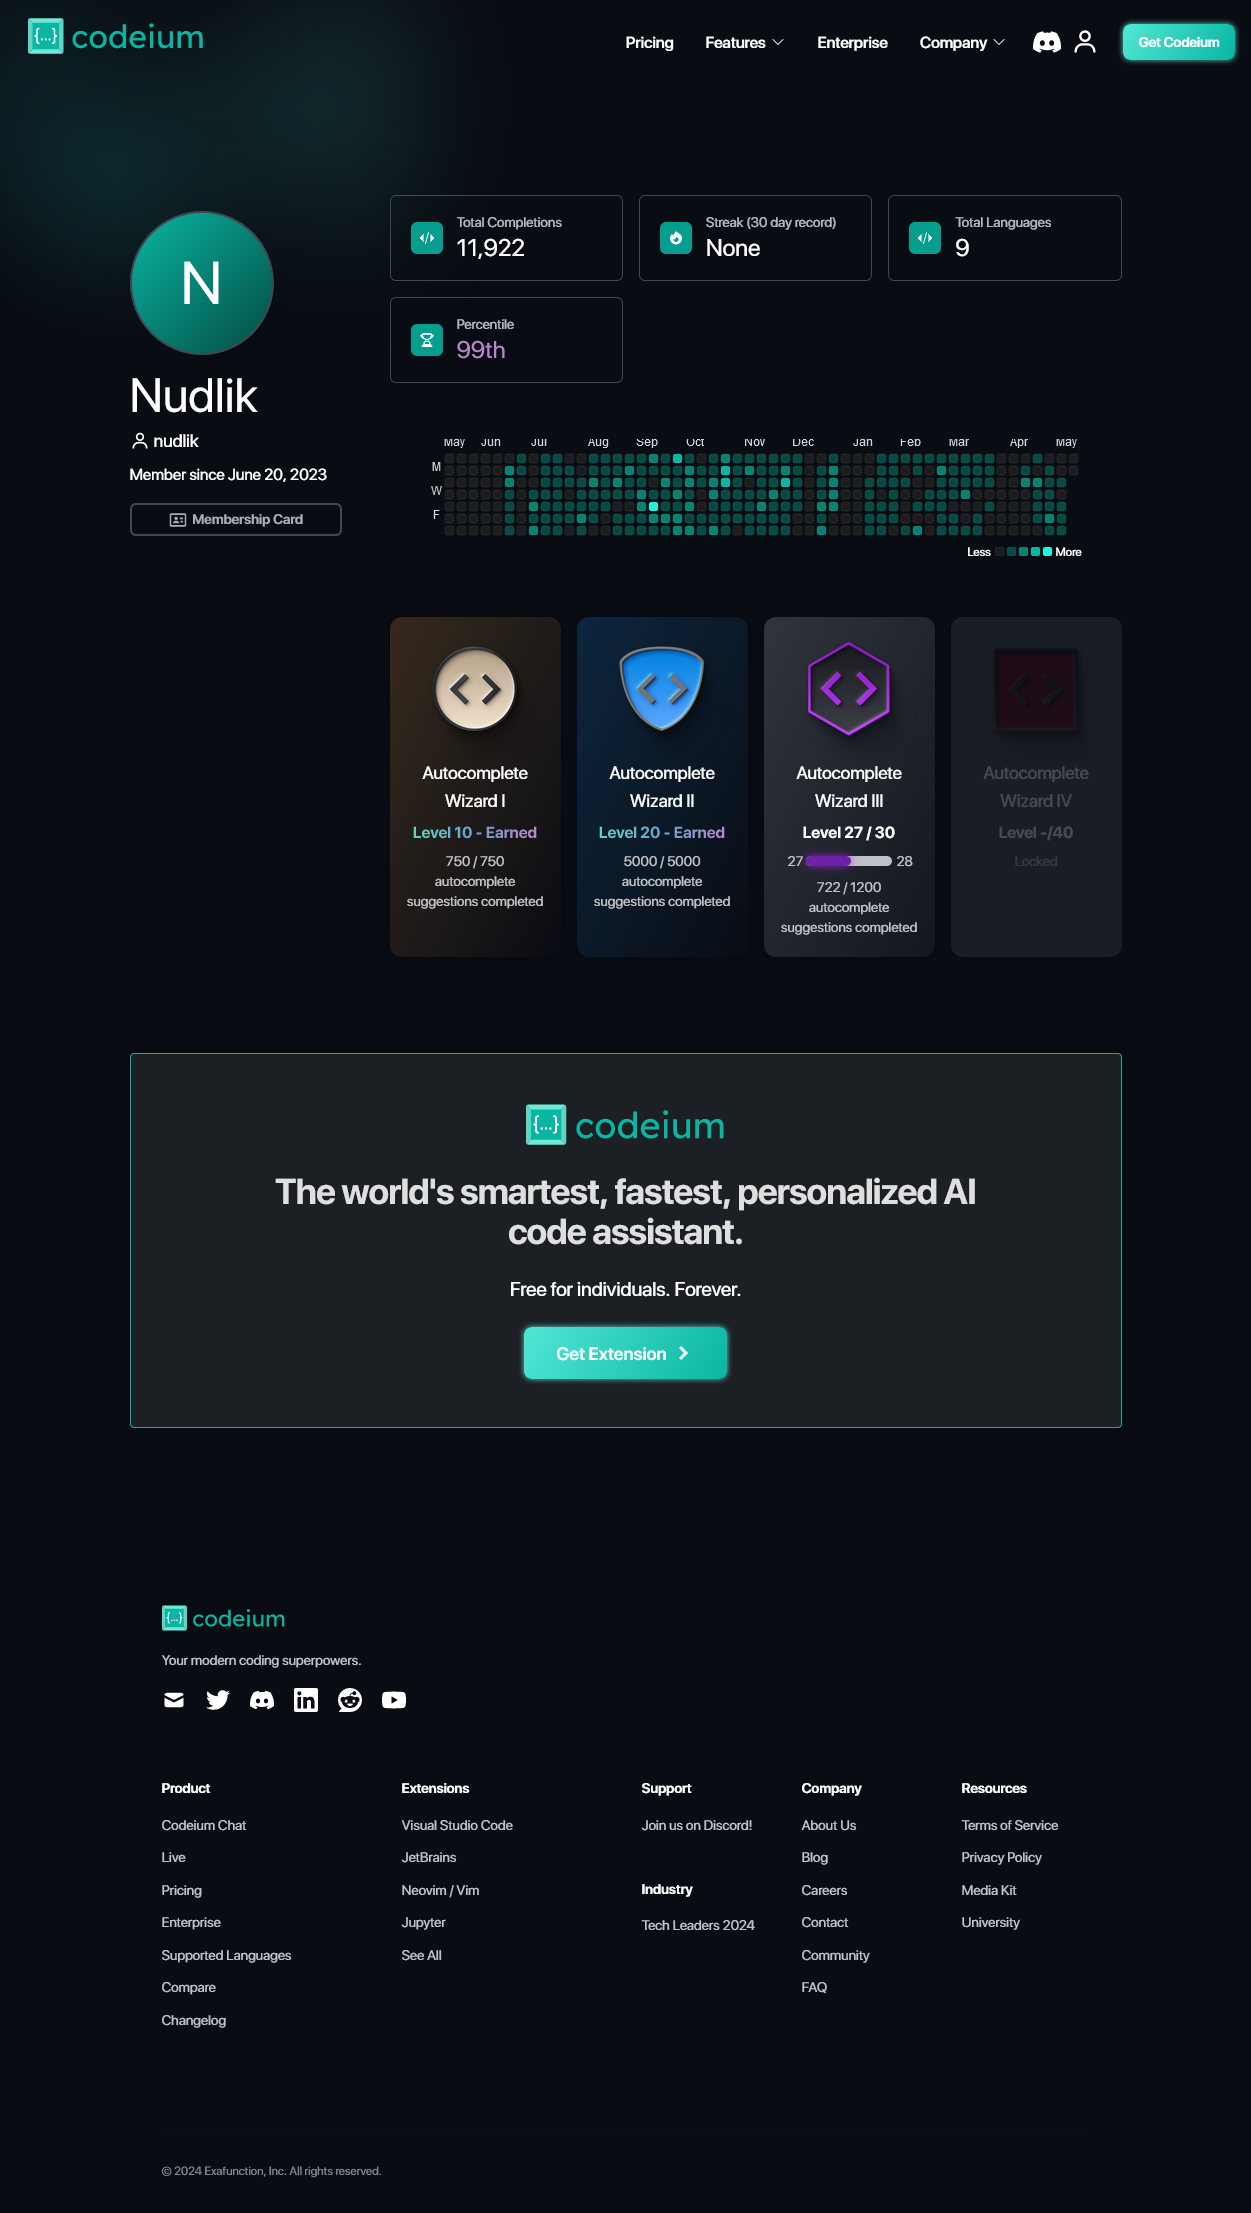 {...} codeium
Pricing
Features
Enterprise
Company
Get Codeium
N
Nudlik
nudlik
Member since June 20, 2023
Membership Card
Total Completions
11,922
Streak (30 day record)
None
Total Languages
9
Percentile
99th
May Jun Jul Aug Sep Oct Nov Dec Jan Feb Mar Apr May
M
W
F
Less More
Autocomplete
Wizard I
Level 10 - Earned
750 / 750
autocomplete
suggestions completed
Autocomplete
Wizard II
Level 20 - Earned
5000 / 5000
autocomplete
suggestions completed
Autocomplete
Wizard III
Level 27 / 30
27 28
722 / 1200
autocomplete
suggestions completed
Autocomplete
Wizard IV
Level -/40
Locked
{...} codeium
The world's smartest, fastest, personalized AI
code assistant.
Free for individuals. Forever.
Get Extension
{...} codeium
Your modern coding superpowers.
Product
Codeium Chat
Live
Pricing
Enterprise
Supported Languages
Compare
Changelog
Extensions
Visual Studio Code
JetBrains
Neovim / Vim
Jupyter
See All
Support
Join us on Discord!
Industry
Tech Leaders 2024
Company
About Us
Blog
Careers
Contact
Community
FAQ
Resources
Terms of Service
Privacy Policy
Media Kit
University
© 2024 Exafunction, Inc. All rights reserved.